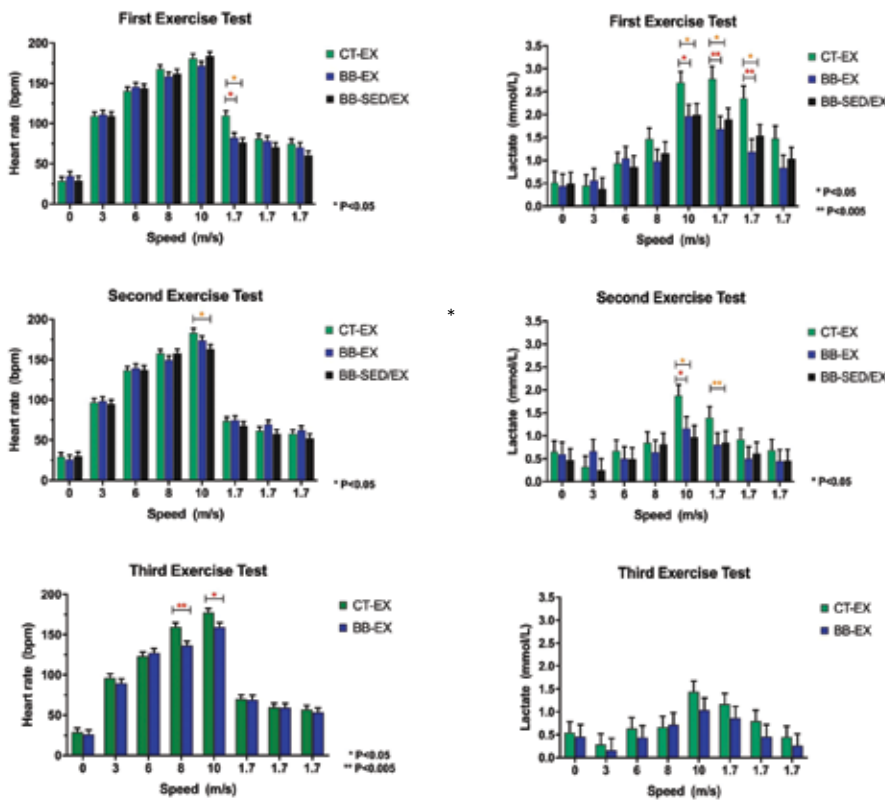 First Exercise Test
Heart rate (bpm)
200
150
100
50
0
* *
CT-EX
BB-EX
BB-SED/EX
0 3 6 8 10 1.7 1.7 1.7
Speed (m/s)
* P<0.05
First Exercise Test
Lactate (mmol/L)
3.5
3.0
2.5
2.0
1.5
1.0
0.5
0.0
* * *
* ** **
CT-EX
BB-EX
BB-SED/EX
0 3 6 8 10 1.7 1.7 1.7
Speed (m/s)
* P<0.05
** P<0.005
Second Exercise Test
Heart rate (bpm)
200
150
100
50
0
*
CT-EX
BB-EX
BB-SED/EX
0 3 6 8 10 1.7 1.7 1.7
Speed (m/s)
* P<0.05
*
Second Exercise Test
Lactate (mmol/L)
3.5
3.0
2.5
2.0
1.5
1.0
0.5
0.0
*
* **
CT-EX
BB-EX
BB-SED/EX
0 3 6 8 10 1.7 1.7 1.7
Speed (m/s)
* P<0.05
Third Exercise Test
Heart rate (bpm)
200
150
100
50
0
** *
CT-EX
BB-EX
0 3 6 8 10 1.7 1.7 1.7
Speed (m/s)
* P<0.05
** P<0.005
Third Exercise Test
Lactate (mmol/L)
3.5
3.0
2.5
2.0
1.5
1.0
0.5
0.0
CT-EX
BB-EX
0 3 6 8 10 1.7 1.7 1.7
Speed (m/s)